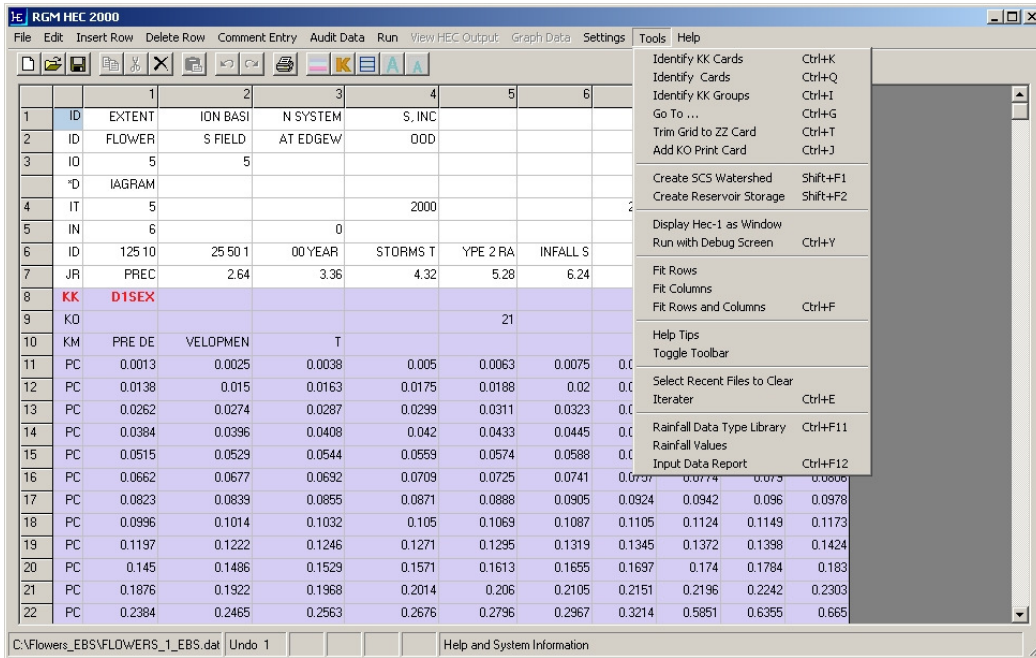 RGM HEC 2000
File Edit Insert Row Delete Row Comment Entry Audit Data Run View HEC Output Graph Data Settings Tools Help
K A A
1 2 3 4 5 6
1 ID EXTENT ION BASI N SYSTEM S, INC
2 ID FLOWER S FIELD AT EDGEW OOD
3 IO 5 5
*D IAGRAM
4 IT 5 2000
5 IN 6 0
6 ID 125 10 25 50 1 00 YEAR STORMS T YPE 2 RA INFALL S
7 JR PREC 2.64 3.36 4.32 5.28 6.24
8 KK D1SEX
9 KO 21
10 KM PRE DE VELOPMEN T
11 PC 0.0013 0.0025 0.0038 0.005 0.0063 0.0075
12 PC 0.0138 0.015 0.0163 0.0175 0.0188 0.02
13 PC 0.0262 0.0274 0.0287 0.0299 0.0311 0.0323
14 PC 0.0384 0.0396 0.0408 0.042 0.0433 0.0445
15 PC 0.0515 0.0529 0.0544 0.0559 0.0574 0.0588
16 PC 0.0662 0.0677 0.0692 0.0709 0.0725 0.0741 0.0757 0.0774 0.079 0.0806
17 PC 0.0823 0.0839 0.0855 0.0871 0.0888 0.0905 0.0924 0.0942 0.096 0.0978
18 PC 0.0996 0.1014 0.1032 0.105 0.1069 0.1087 0.1105 0.1124 0.1149 0.1173
19 PC 0.1197 0.1222 0.1246 0.1271 0.1295 0.1319 0.1345 0.1372 0.1398 0.1424
20 PC 0.145 0.1486 0.1529 0.1571 0.1613 0.1655 0.1697 0.174 0.1784 0.183
21 PC 0.1876 0.1922 0.1968 0.2014 0.206 0.2105 0.2151 0.2196 0.2242 0.2303
22 PC 0.2384 0.2465 0.2563 0.2676 0.2796 0.2967 0.3214 0.5851 0.6355 0.665
Identify KK Cards Ctrl+K
Identify Cards Ctrl+Q
Identify KK Groups Ctrl+I
Go To ... Ctrl+G
Trim Grid to ZZ Card Ctrl+T
Add KO Print Card Ctrl+J
Create SCS Watershed Shift+F1
Create Reservoir Storage Shift+F2
Display Hec-1 as Window
Run with Debug Screen Ctrl+Y
Fit Rows
Fit Columns
Fit Rows and Columns Ctrl+F
Help Tips
Toggle Toolbar
Select Recent Files to Clear
Iterater Ctrl+E
Rainfall Data Type Library Ctrl+F11
Rainfall Values
Input Data Report Ctrl+F12
C:\Flowers_EBS\FLOWERS_1_EBS.dat Undo 1 Help and System Information